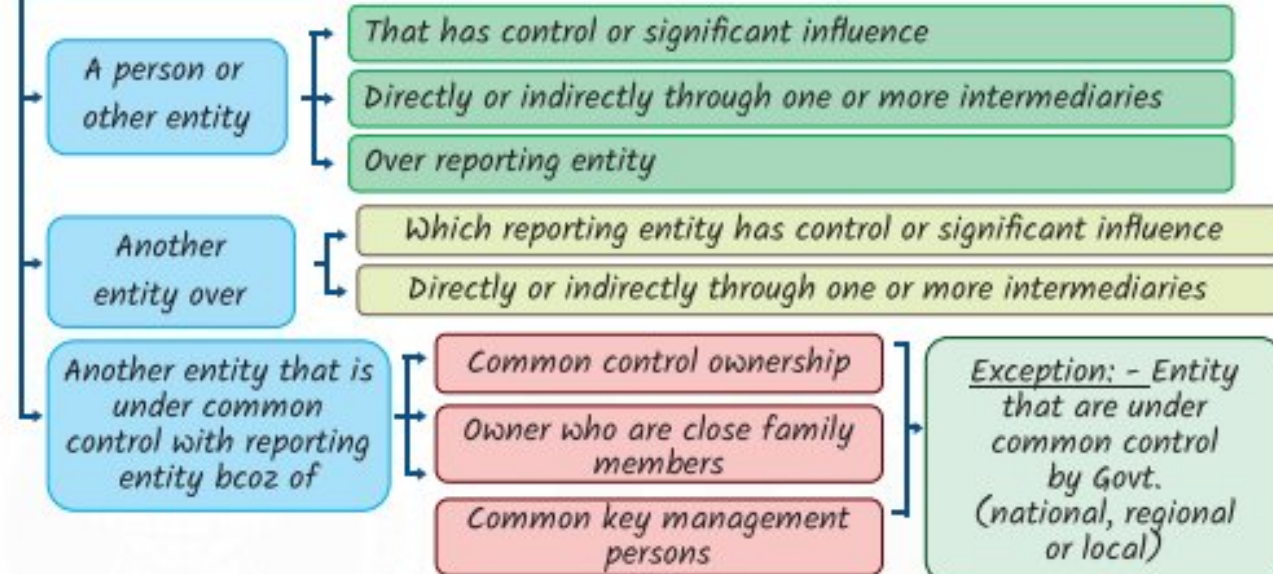 A person or
other entity
That has control or significant influence
Directly or indirectly through one or more intermediaries
Over reporting entity
Another
entity over
Which reporting entity has control or significant influence
Directly or indirectly through one or more intermediaries
Another entity that is
under common
control with reporting
entity bcoz of
Common control ownership
Owner who are close family
members
Common key management
persons
Exception: - Entity
that are under
common control
by Govt.
(national, regional
or local)